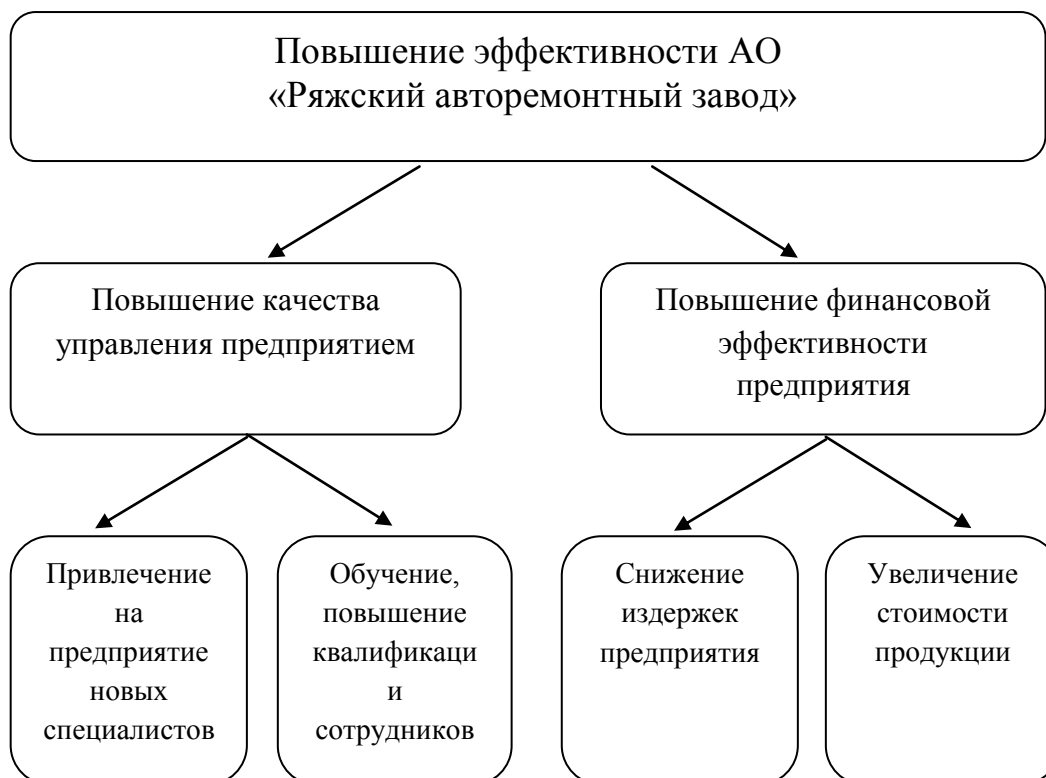 Повышение эффективности АО
«Ряжский авторемонтный завод»
Повышение качества
управления предприятием
Повышение финансовой
эффективности
предприятия
Привлечение
на
предприятие
новых
специалистов
Обучение,
повышение
квалификаци
и
сотрудников
Снижение
издержек
предприятия
Увеличение
стоимости
продукции